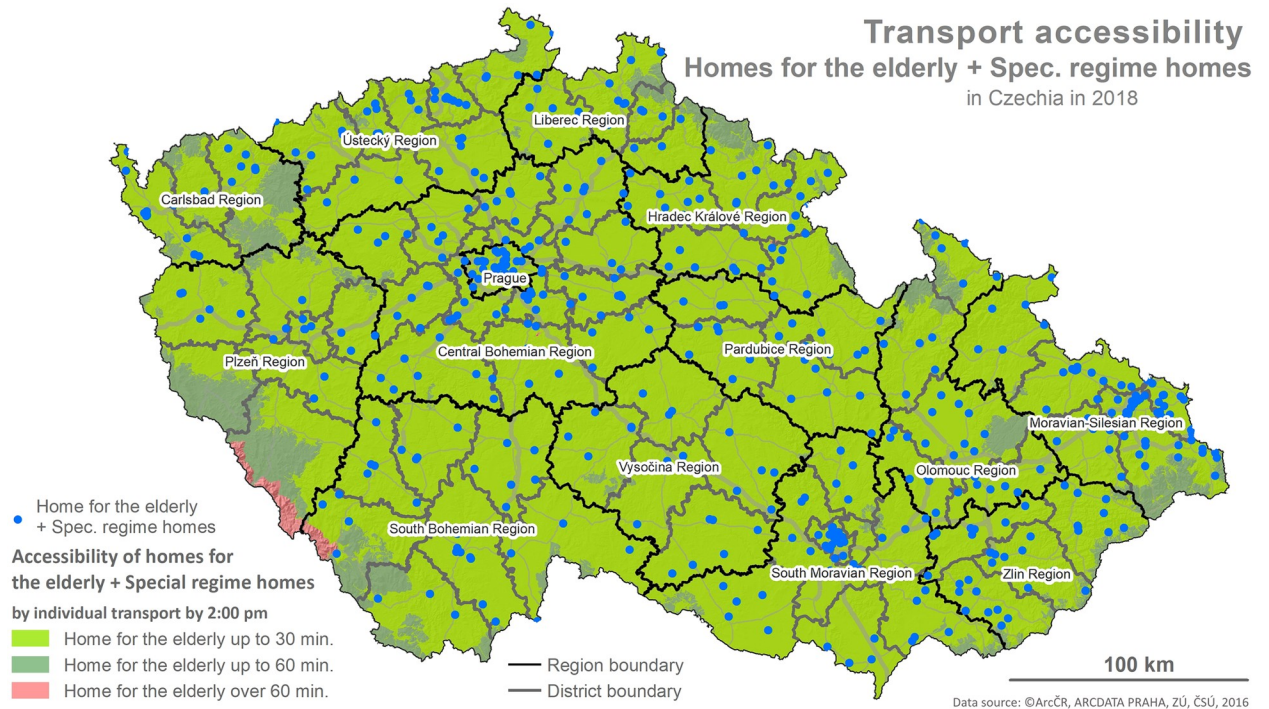 Transport accessibility
Homes for the elderly + Spec. regime homes
in Czechia in 2018
Liberec Region
Ústecký Region
Carlsbad Region
Hradec Králové Region
Prague
Central Bohemian Region
Pardubice Region
Plzeň Region
Moravian-Silesian Region
Vysočina Region
Olomouc Region
South Bohemian Region
South Moravian Region
Zlin Region
Home for the elderly
+ Spec. regime homes
Accessibility of homes for
the elderly + Special regime homes
by individual transport by 2:00 pm
Home for the elderly up to 30 min.
Home for the elderly up to 60 min.
Home for the elderly over 60 min.
Region boundary
District boundary
100 km
Data source: ©ArcČR, ARCDATA PRAHA, ZÚ, ČSÚ, 2016